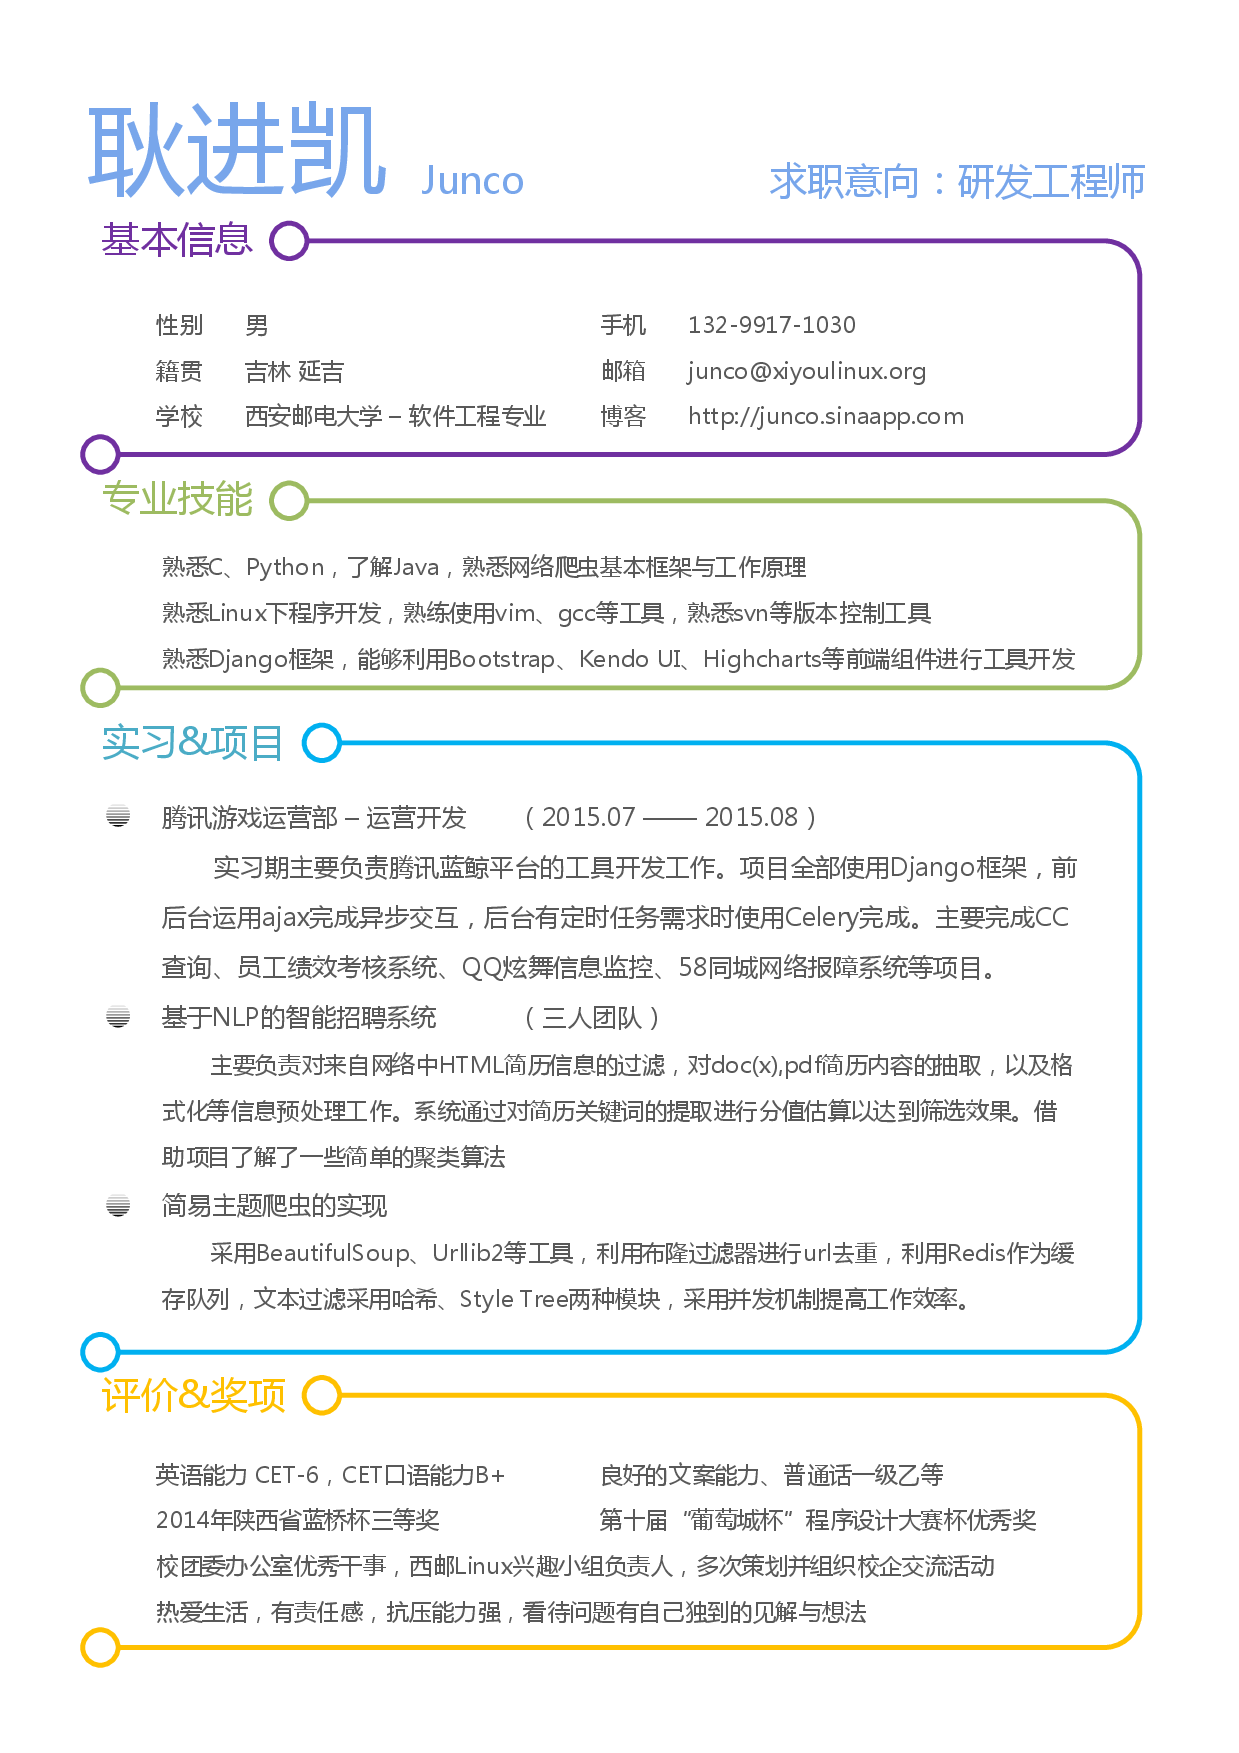 耿进凯 Junco 求职意向：研发工程师
基本信息
性别 男 手机 132-9917-1030
籍贯 吉林 延吉 邮箱 junco@xiyoulinux.org
学校 西安邮电大学 – 软件工程专业 博客 http://junco.sinaapp.com
专业技能
熟悉C、Python，了解Java，熟悉网络爬虫基本框架与工作原理
熟悉Linux下程序开发，熟练使用vim、gcc等工具，熟悉svn等版本控制工具
熟悉Django框架，能够利用Bootstrap、Kendo UI、Highcharts等前端组件进行工具开发
实习&项目
腾讯游戏运营部 – 运营开发 （2015.07 —— 2015.08）
实习期主要负责腾讯蓝鲸平台的工具开发工作。项目全部使用Django框架，前
后台运用ajax完成异步交互，后台有定时任务需求时使用Celery完成。主要完成CC
查询、员工绩效考核系统、QQ炫舞信息监控、58同城网络报障系统等项目。
基于NLP的智能招聘系统 （三人团队）
主要负责对来自网络中HTML简历信息的过滤，对doc(x),pdf简历内容的抽取，以及格
式化等信息预处理工作。系统通过对简历关键词的提取进行分值估算以达到筛选效果。借
助项目了解了一些简单的聚类算法
简易主题爬虫的实现
采用BeautifulSoup、Urllib2等工具，利用布隆过滤器进行url去重，利用Redis作为缓
存队列，文本过滤采用哈希、Style Tree两种模块，采用并发机制提高工作效率。
评价&奖项
英语能力 CET-6，CET口语能力B+ 良好的文案能力、普通话一级乙等
2014年陕西省蓝桥杯三等奖 第十届“葡萄城杯”程序设计大赛杯优秀奖
校团委办公室优秀干事，西邮Linux兴趣小组负责人，多次策划并组织校企交流活动
热爱生活，有责任感，抗压能力强，看待问题有自己独到的见解与想法